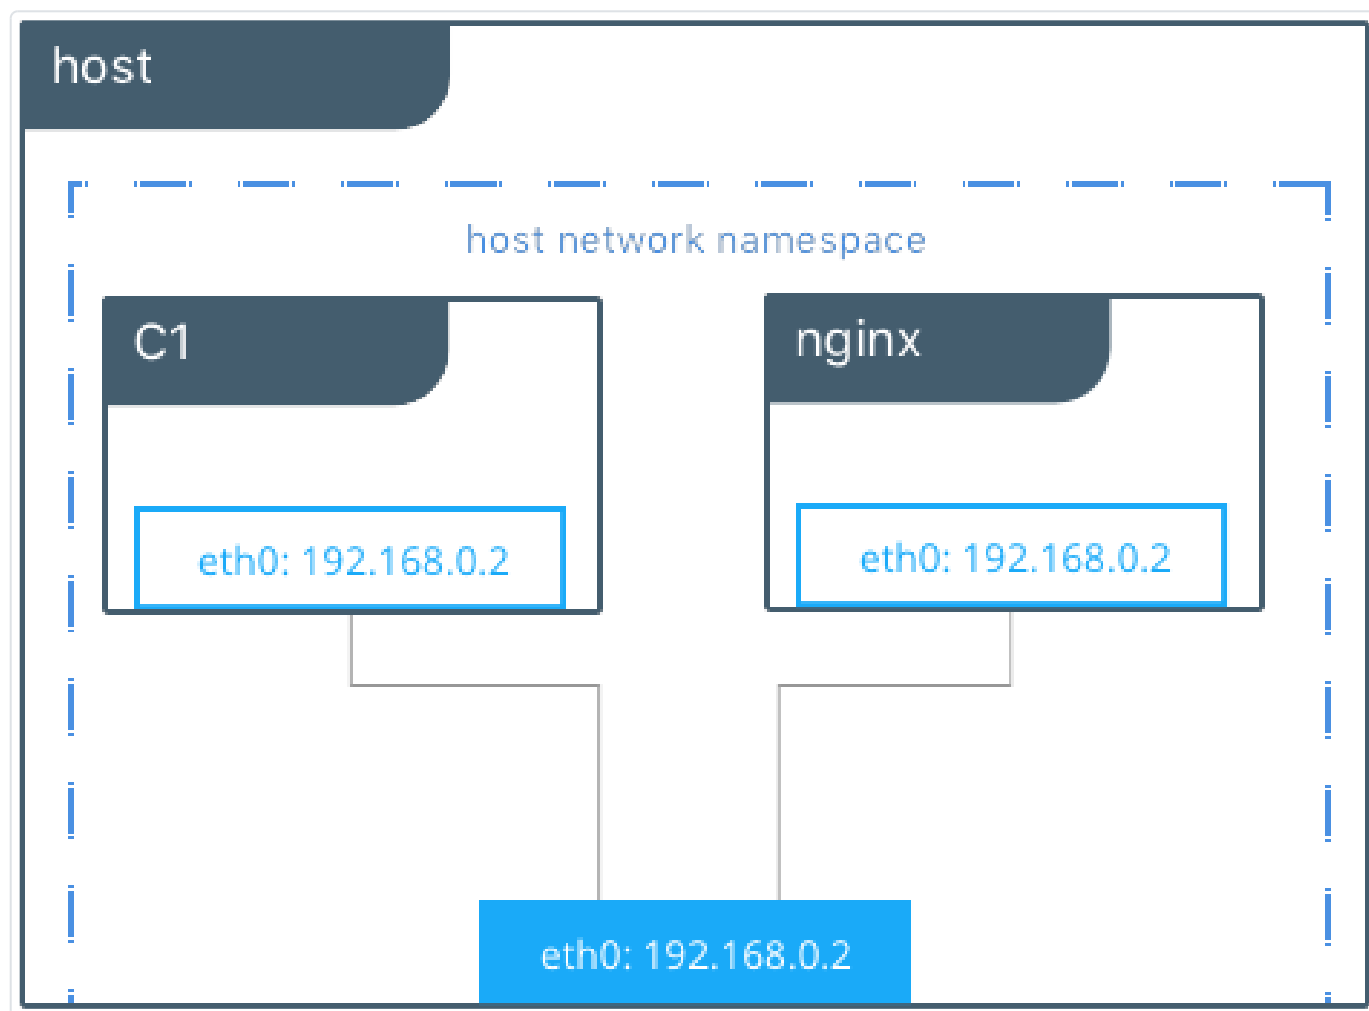 host
host network namespace
C1
nginx
eth0: 192.168.0.2
eth0: 192.168.0.2
eth0: 192.168.0.2